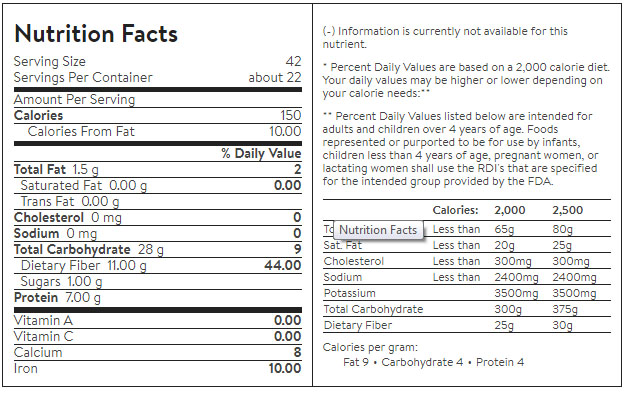 Nutrition Facts
Serving Size 42
Servings Per Container about 22
Amount Per Serving
Calories 150
Calories From Fat 10.00
% Daily Value
Total Fat 1.5 g 2
Saturated Fat 0.00 g 0.00
Trans Fat 0.00 g
Cholesterol 0 mg 0
Sodium 0 mg 0
Total Carbohydrate 28 g 9
Dietary Fiber 11.00 g 44.00
Sugars 1.00 g
Protein 7.00 g
Vitamin A 0.00
Vitamin C 0.00
Calcium 8
Iron 10.00
(-) Information is currently not available for this
nutrient.
* Percent Daily Values are based on a 2,000 calorie diet.
Your daily values may be higher or lower depending on
your calorie needs:**
** Percent Daily Values listed below are intended for
adults and children over 4 years of age. Foods
represented or purported to be for use by infants,
children less than 4 years of age, pregnant women, or
lactating women shall use the RDI's that are specified
for the intended group provided by the FDA.
Calories: 2,000 2,500
Nutrition Facts Less than 65g 80g
Sat. Fat Less than 20g 25g
Cholesterol Less than 300mg 300mg
Sodium Less than 2400mg 2400mg
Potassium 3500mg 3500mg
Total Carbohydrate 300g 375g
Dietary Fiber 25g 30g
Calories per gram:
Fat 9 • Carbohydrate 4 • Protein 4